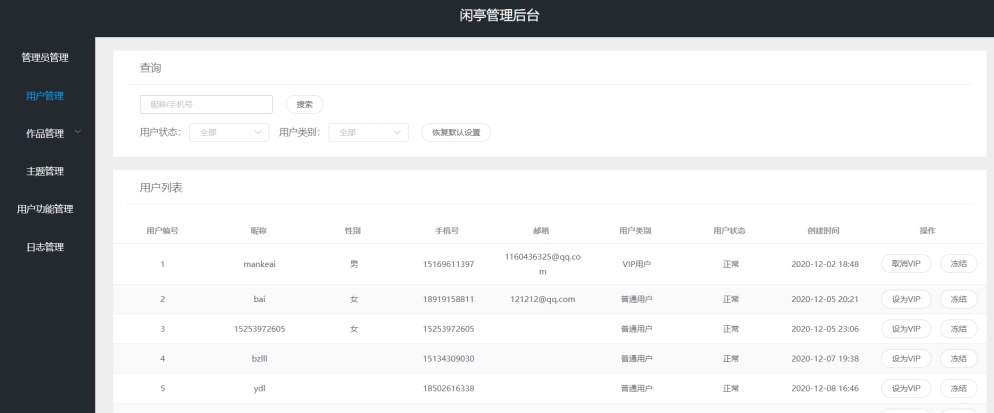 闲亭管理后台
管理员管理
用户管理
作品管理
主题管理
用户功能管理
日志管理
查询
昵称/手机号 搜索
用户状态: 全部 用户类别: 全部 恢复默认设置
用户列表
用户编号 昵称 性别 手机号 邮箱 用户类别 用户状态 创建时间 操作
1 mankeai 男 15169611397 1160436325@qq.co
m VIP用户 正常 2020-12-02 18:48 取消VIP 冻结
2 bai 女 18919158811 121212@qq.com 普通用户 正常 2020-12-05 20:21 设为VIP 冻结
3 15253972605 女 15253972605 普通用户 正常 2020-12-05 23:06 设为VIP 冻结
4 bzlll 15134309030 普通用户 正常 2020-12-07 19:38 设为VIP 冻结
5 ydl 18502616338 普通用户 正常 2020-12-08 16:46 设为VIP 冻结